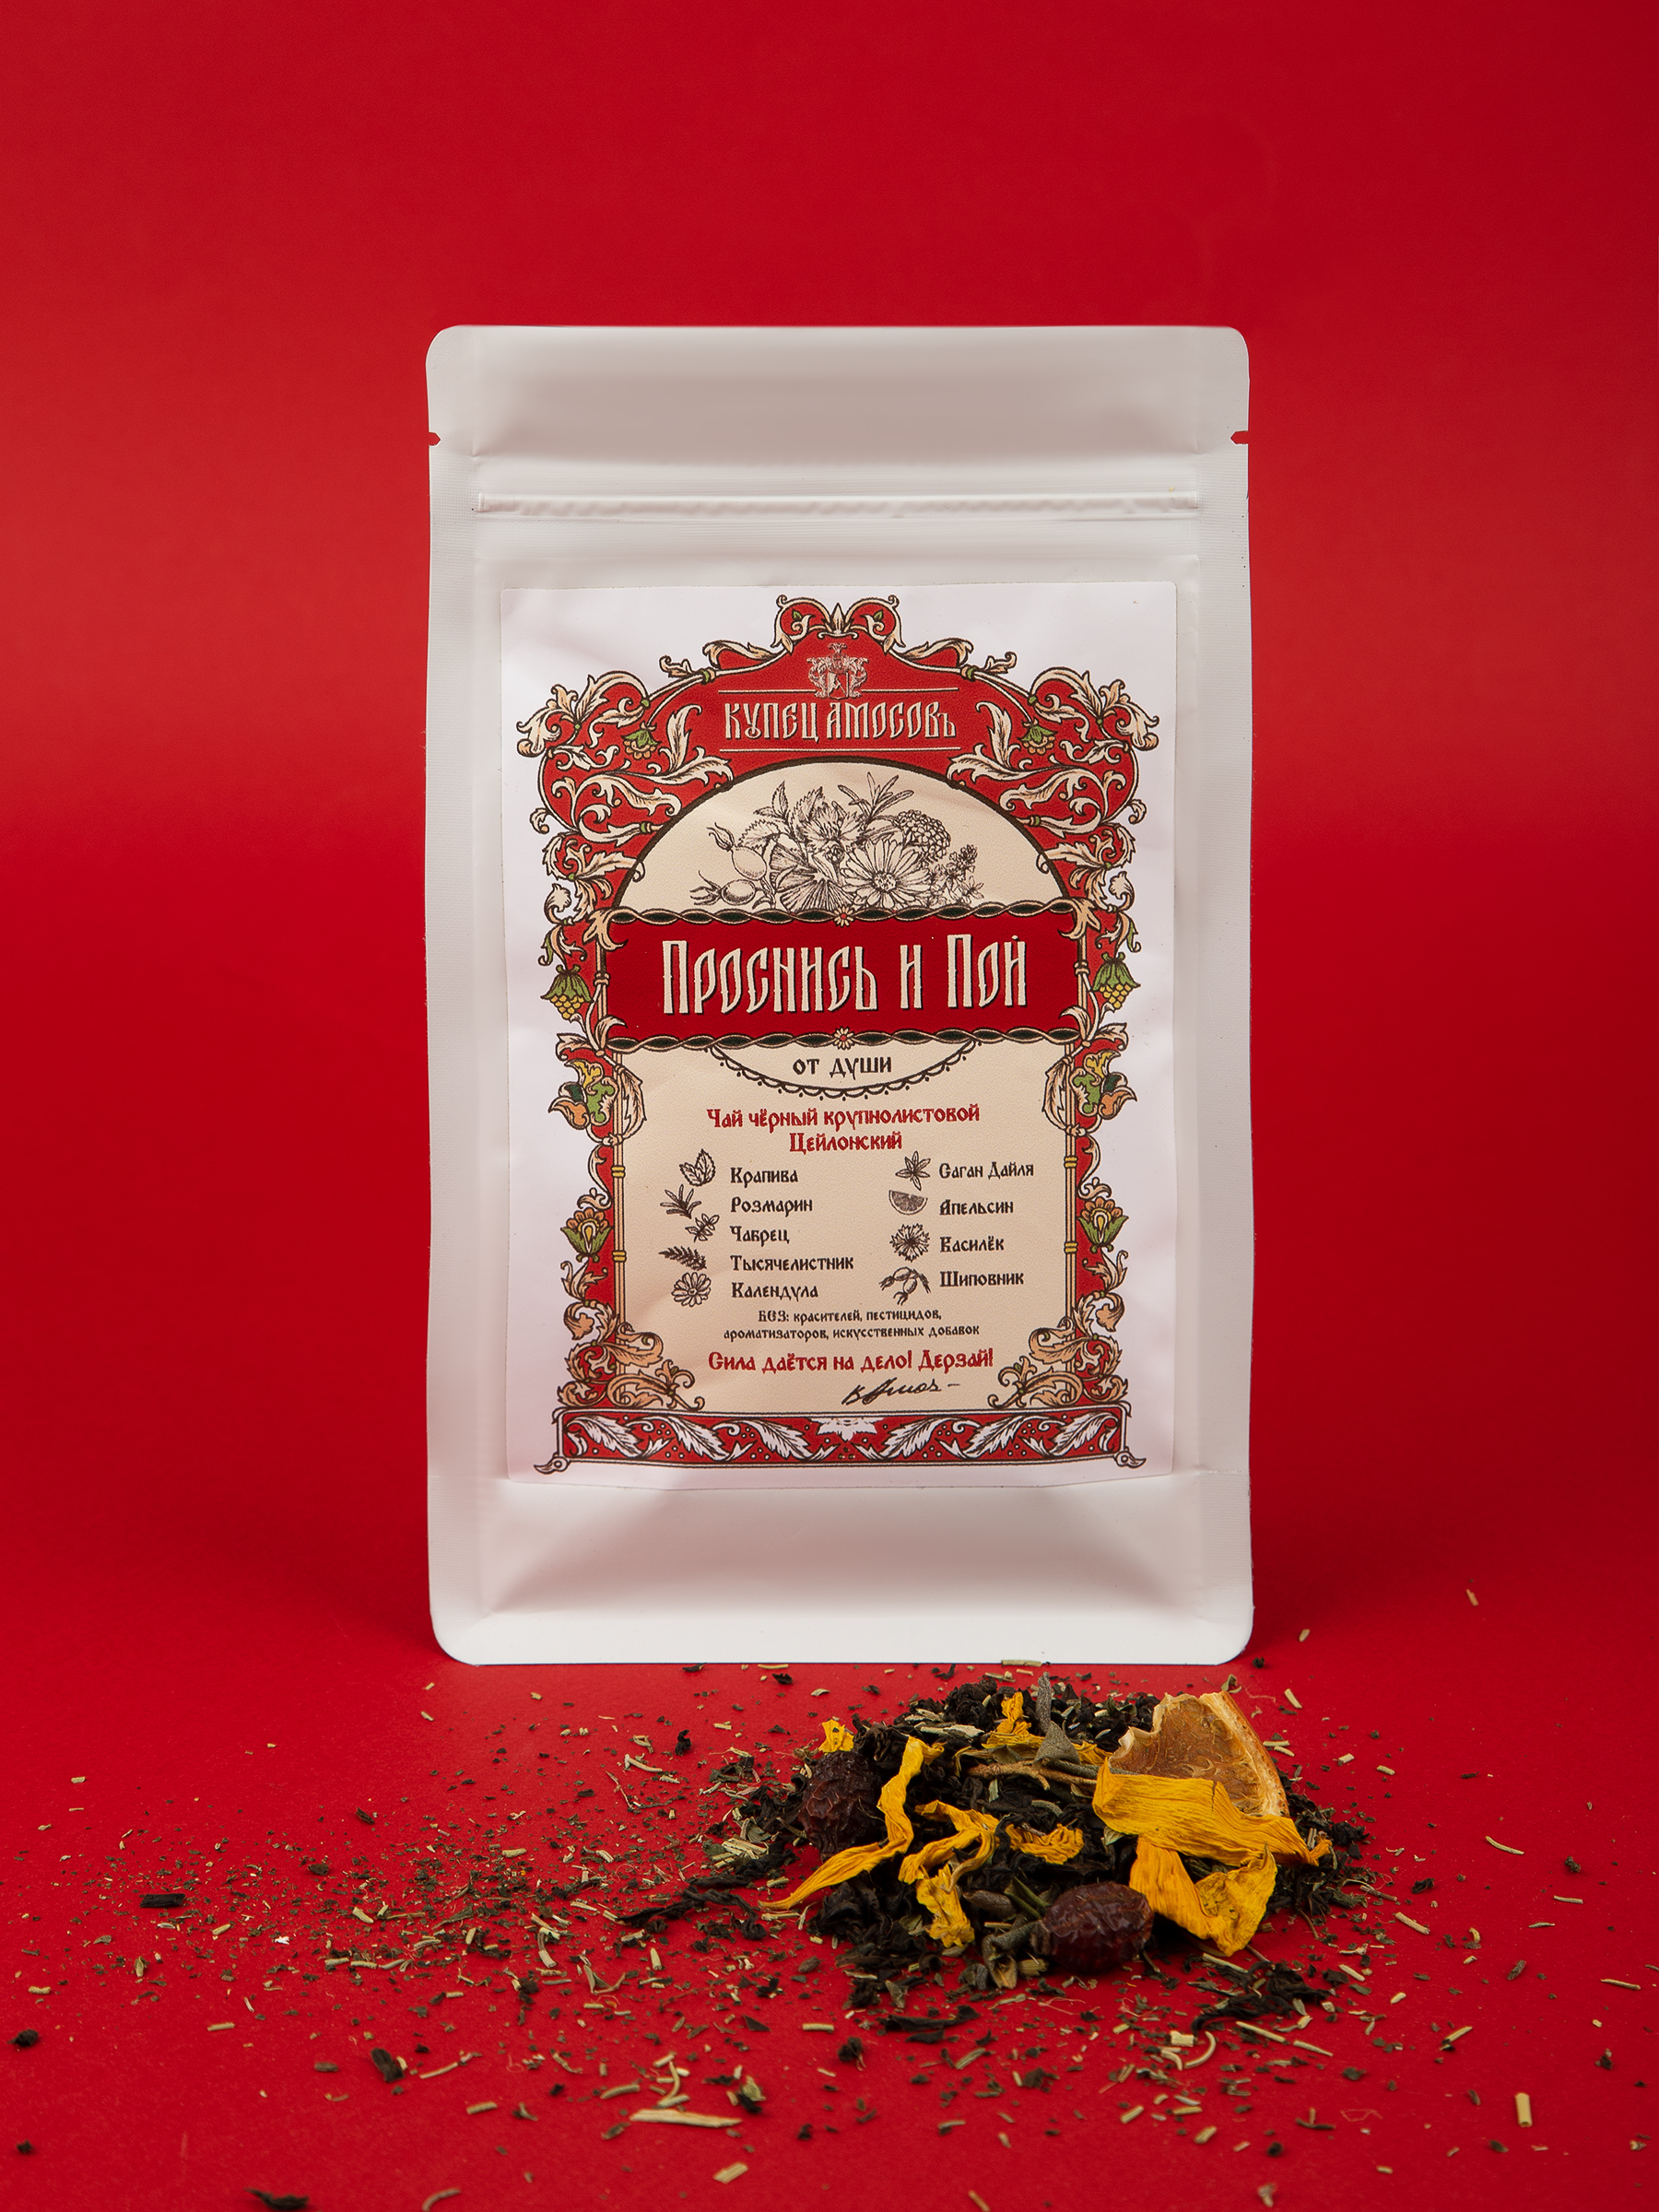 КУПЕЦ АМОСОВЪ
Проснись и Пой
от души
Чай чёрный крупнолистовой
Цейлонский
Крапива
Розмарин
Чабрец
Тысячелистник
Календула
Саган Дайля
Апельсин
Василёк
Шиповник
БЕЗ: красителей, пестицидов,
ароматизаторов, искусственных добавок
Сила даётся на дело! Дерзай!